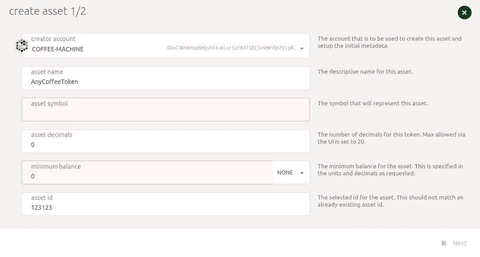 create asset 1/2
creator account
COFFEE-MACHINE
The account that is to be used to create this asset and
setup the initial metadata.
asset name
AnyCoffeeToken
The descriptive name for this asset.
asset symbol
The symbol that will represent this asset.
asset decimals
0
The number of decimals for this token. Max allowed via
the UI is set to 20.
minimum balance
0
NONE
The minimum balance for the asset. This is specified in
the units and decimals as requested.
asset id
123123
The selected id for the asset. This should not match an
already-existing asset id.
Next